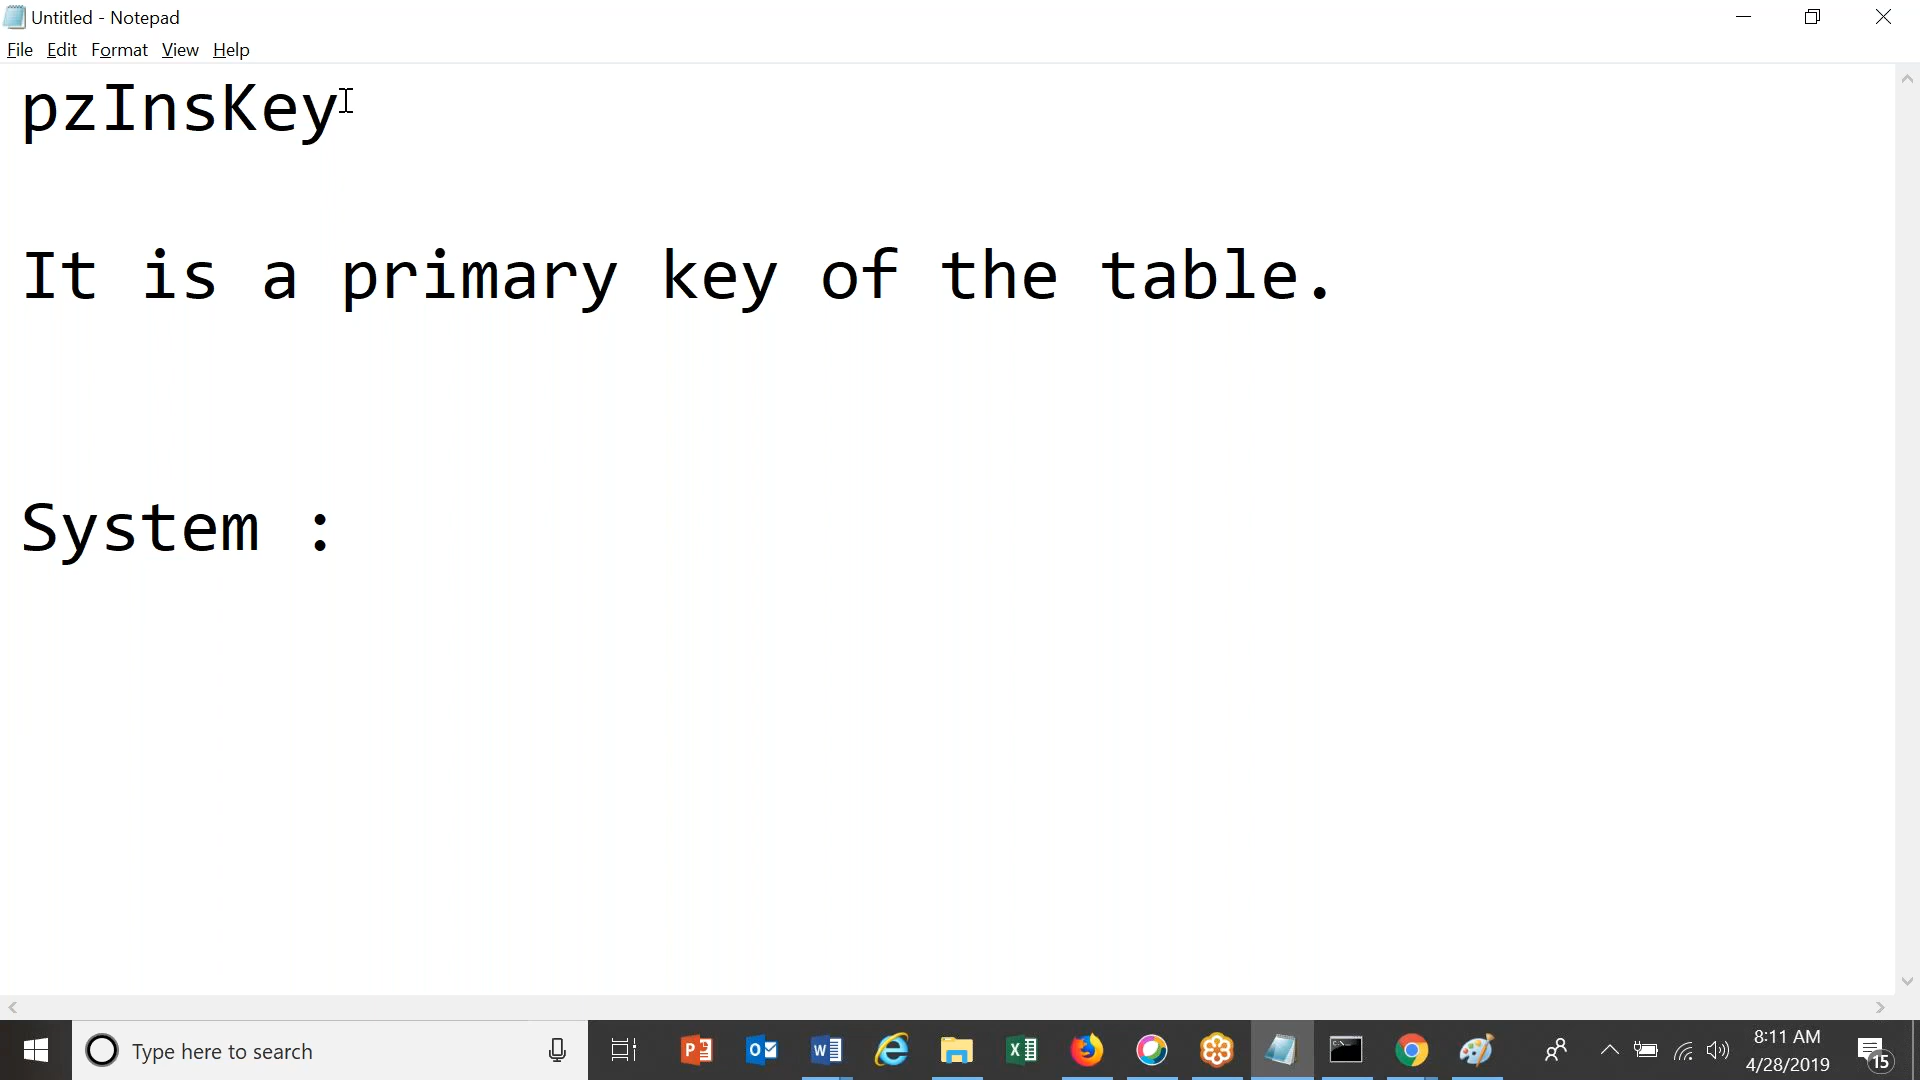 Untitled - Notepad
File Edit Format View Help
pzInsKey
It is a primary key of the table.
System :
Type here to search
8:11 AM
4/28/2019
15